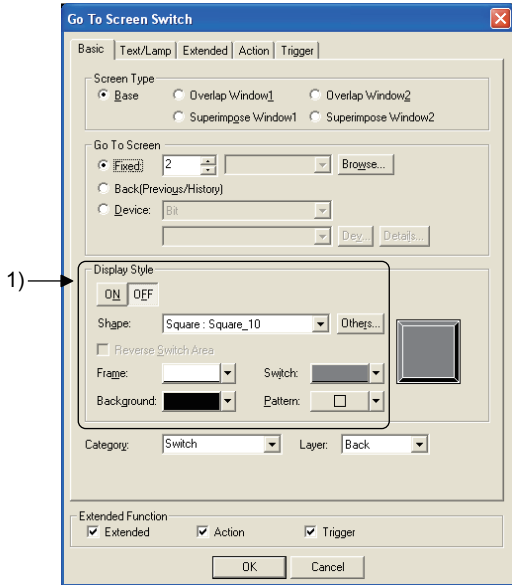 Go To Screen Switch
Basic Text/Lamp Extended Action Trigger
Screen Type
Base Overlap Window1 Overlap Window2
Superimpose Window1 Superimpose Window2
Go To Screen
Fixed: 2 Browse...
Back(Previous/History)
Device: Bit
Dev... Details...
1)
Display Style
ON OFF
Shape: Square : Square_10 Others...
Reverse Switch Area
Frame: Switch:
Background: Pattern:
Category: Switch Layer: Back
Extended Function
Extended Action Trigger
OK Cancel